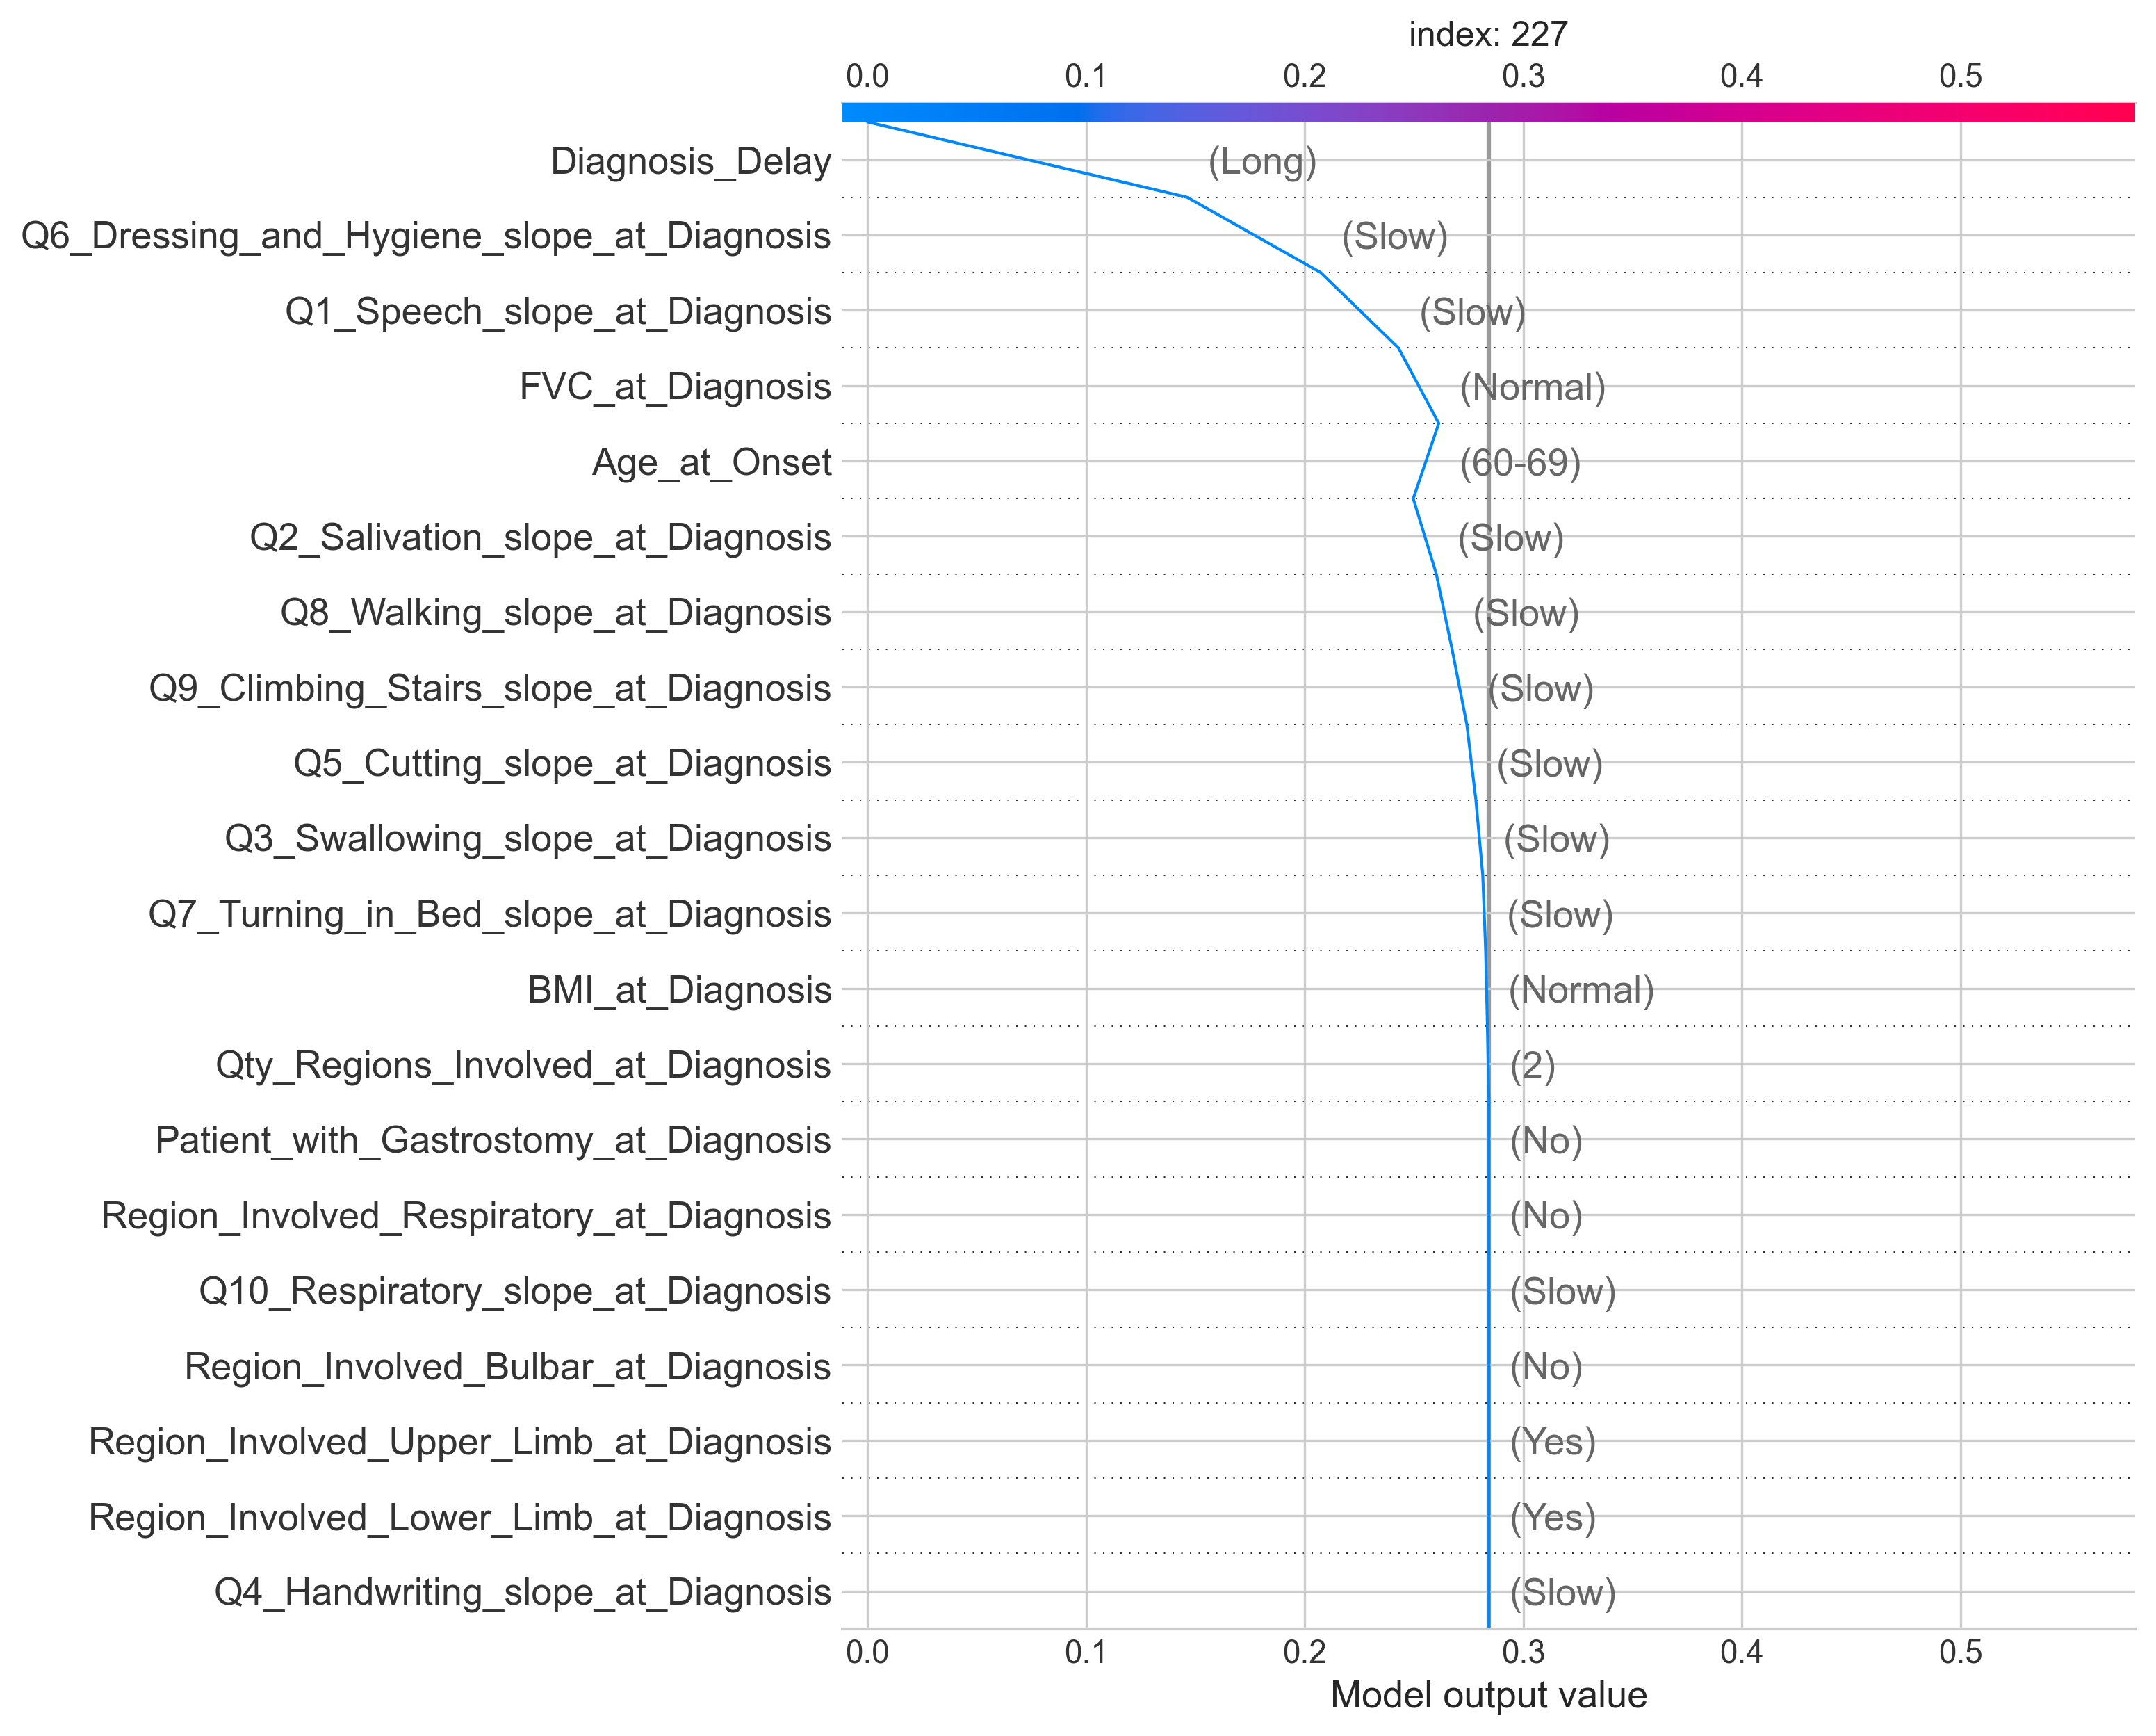 index: 227
0.0 0.1 0.2 0.3 0.4 0.5
Diagnosis_Delay (Long)
Q6_Dressing_and_Hygiene_slope_at_Diagnosis (Slow)
Q1_Speech_slope_at_Diagnosis (Slow)
FVC_at_Diagnosis (Normal)
Age_at_Onset (60-69)
Q2_Salivation_slope_at_Diagnosis (Slow)
Q8_Walking_slope_at_Diagnosis (Slow)
Q9_Climbing_Stairs_slope_at_Diagnosis (Slow)
Q5_Cutting_slope_at_Diagnosis (Slow)
Q3_Swallowing_slope_at_Diagnosis (Slow)
Q7_Turning_in_Bed_slope_at_Diagnosis (Slow)
BMI_at_Diagnosis (Normal)
Qty_Regions_Involved_at_Diagnosis (2)
Patient_with_Gastrostomy_at_Diagnosis (No)
Region_Involved_Respiratory_at_Diagnosis (No)
Q10_Respiratory_slope_at_Diagnosis (Slow)
Region_Involved_Bulbar_at_Diagnosis (No)
Region_Involved_Upper_Limb_at_Diagnosis (Yes)
Region_Involved_Lower_Limb_at_Diagnosis (Yes)
Q4_Handwriting_slope_at_Diagnosis (Slow)
0.0 0.1 0.2 0.3 0.4 0.5
Model output value